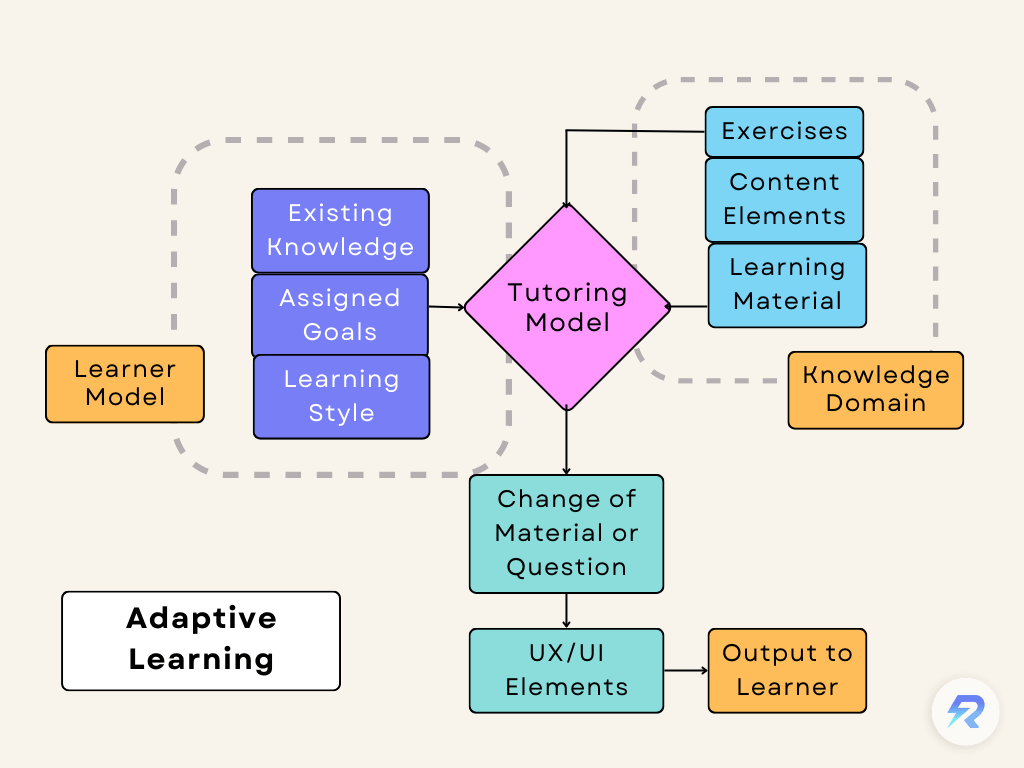 Exercises
Content
Elements
Learning
Material
Knowledge
Domain
Existing
Knowledge
Assigned
Goals
Learning
Style
Learner
Model
Tutoring
Model
Change of
Material or
Question
UX/UI
Elements
Output to
Learner
Adaptive
Learning